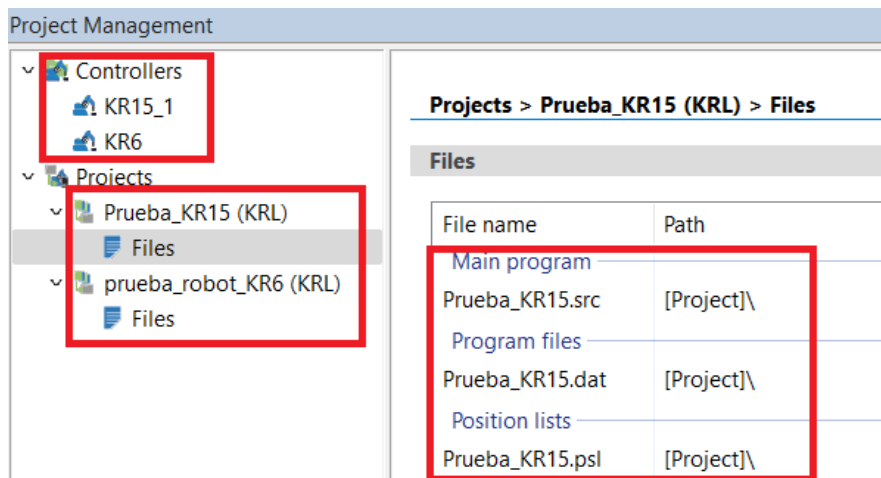 Project Management
Controllers
KR15_1
KR6
Projects
Prueba_KR15 (KRL)
Files
prueba_robot_KR6 (KRL)
Files
Projects > Prueba_KR15 (KRL) > Files
Files
File name Path
Main program
Prueba_KR15.src [Project]\
Program files
Prueba_KR15.dat [Project]\
Position lists
Prueba_KR15.psl [Project]\